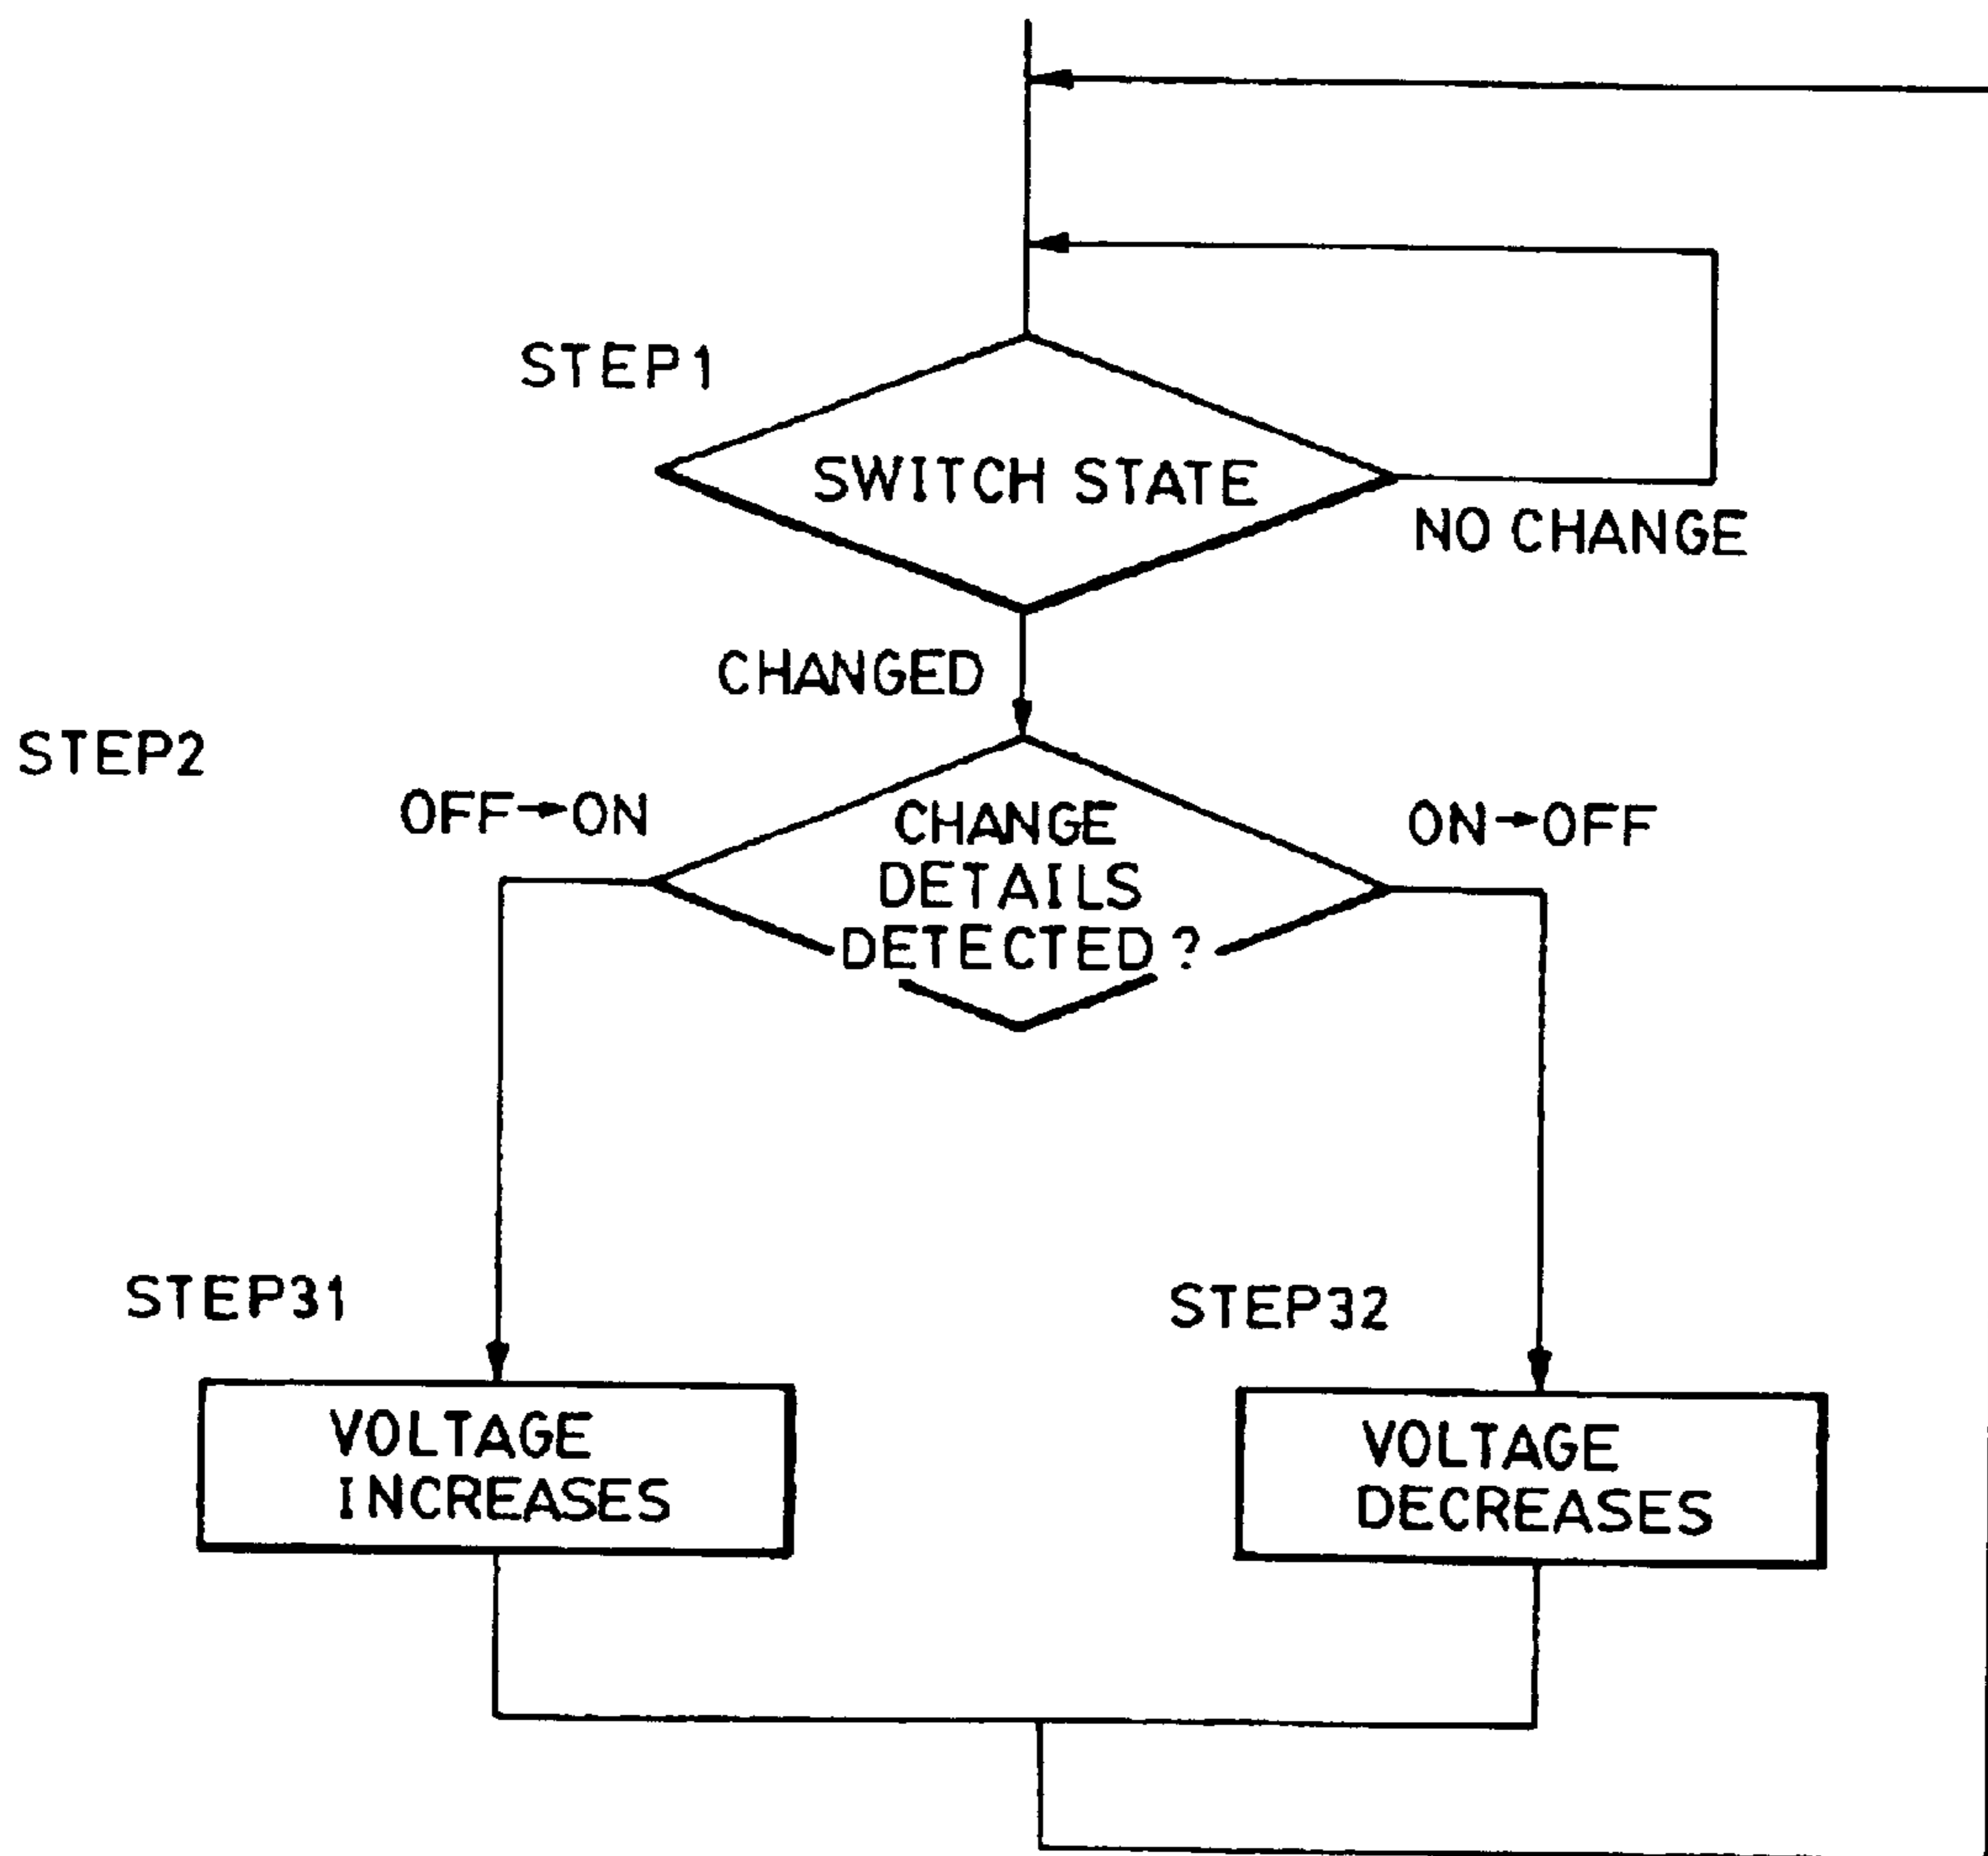 STEP1
SWITCH STATE
NO CHANGE
CHANGED
STEP2
OFF→ON
CHANGE
DETAILS
DETECTED?
ON→OFF
STEP31
STEP32
VOLTAGE
INCREASES
VOLTAGE
DECREASES